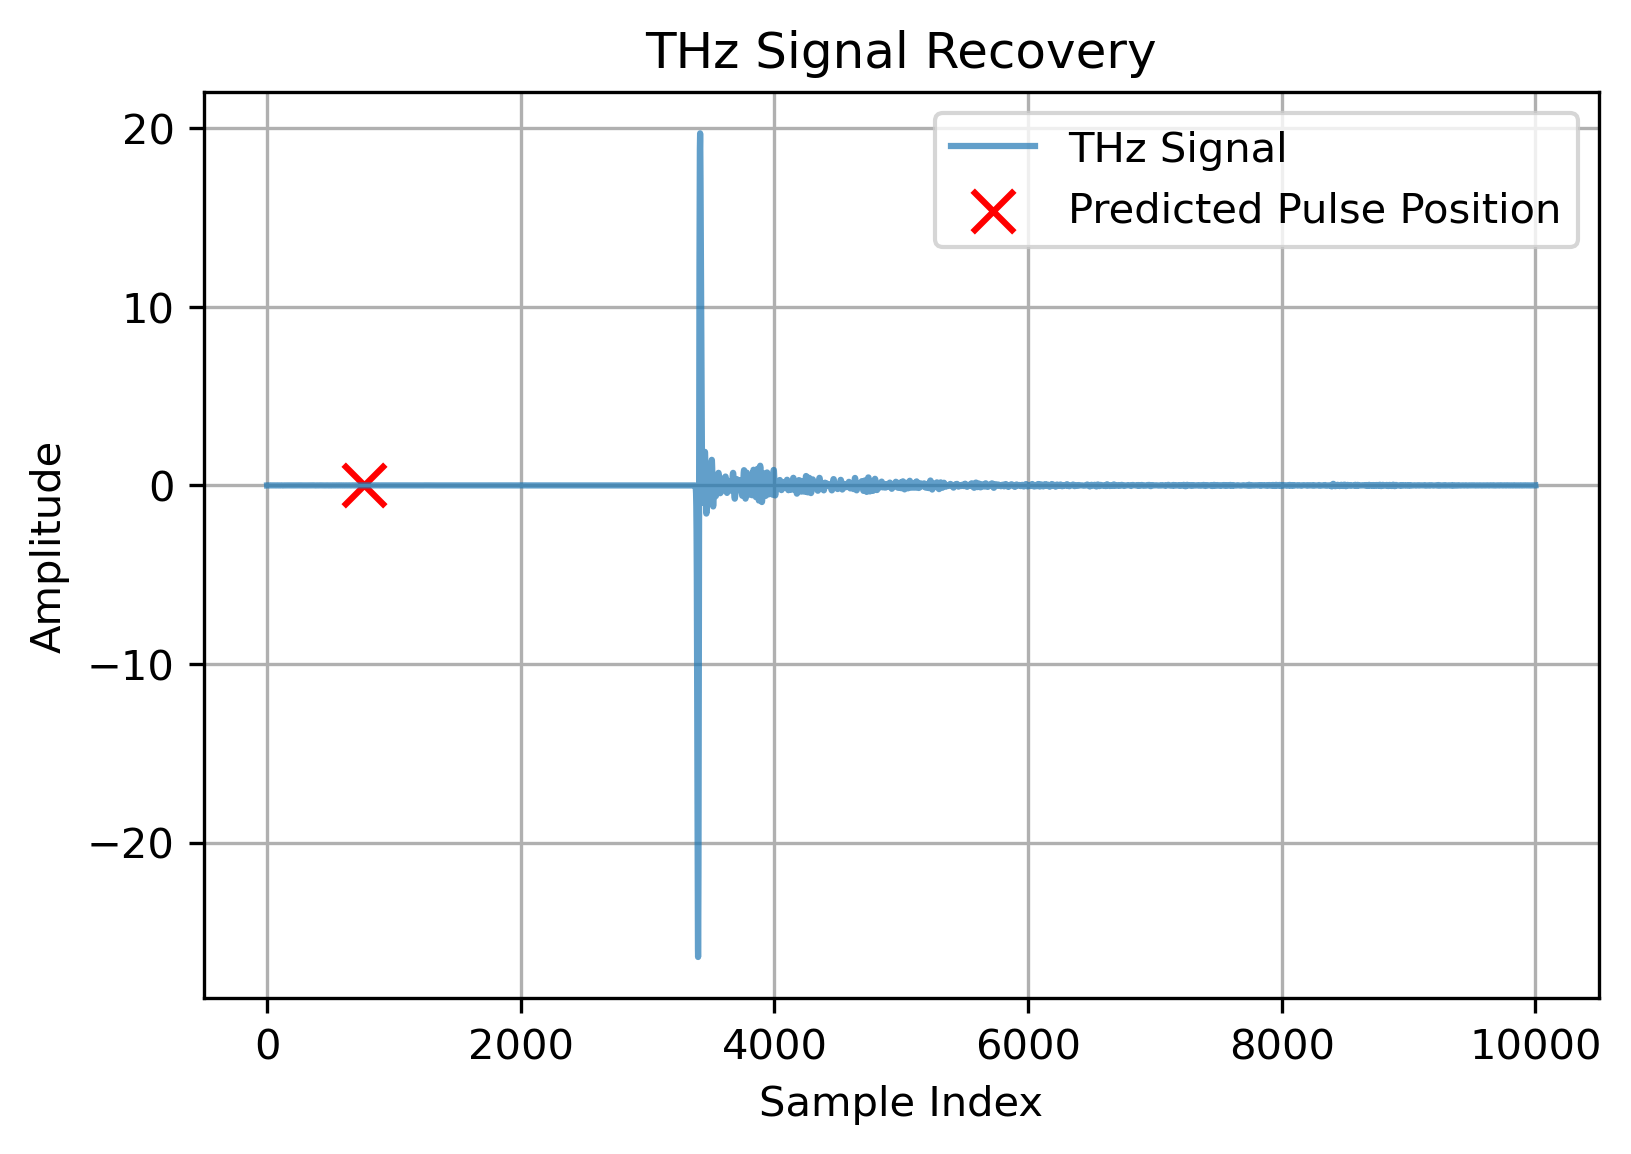 THz Signal Recovery
THz Signal
Predicted Pulse Position
Amplitude
20
10
0
−10
−20
0 2000 4000 6000 8000 10000
Sample Index